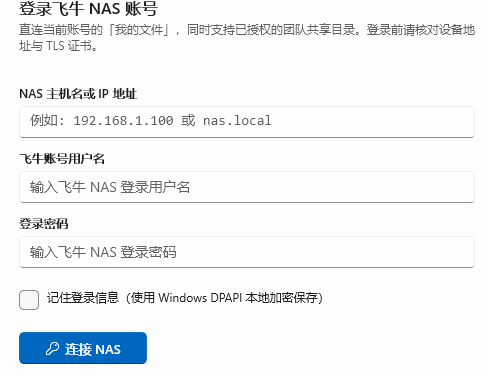 登录飞牛 NAS 账号
直连当前账号的「我的文件」，同时支持已授权的团队共享目录。登录前请核对设备地
址与 TLS 证书。
NAS 主机名或 IP 地址
例如: 192.168.1.100 或 nas.local
飞牛账号用户名
输入飞牛 NAS 登录用户名
登录密码
输入飞牛 NAS 登录密码
记住登录信息（使用 Windows DPAPI 本地加密保存）
连接 NAS